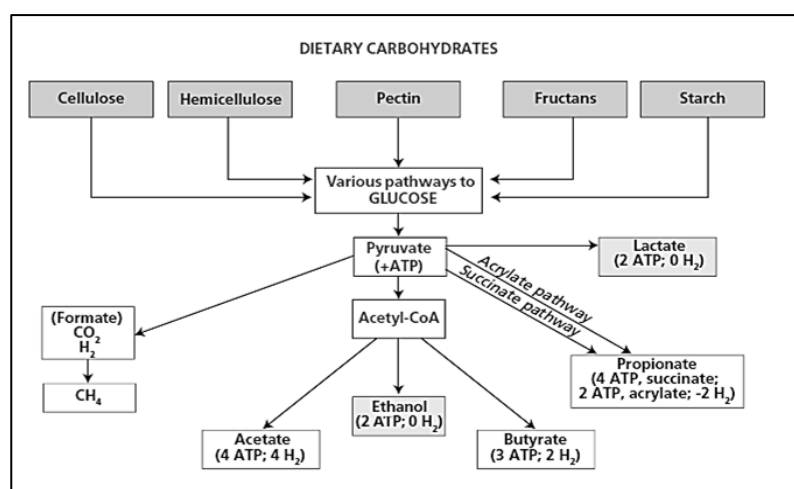 DIETARY CARBOHYDRATES
Cellulose
Hemicellulose
Pectin
Fructans
Starch
Various pathways to
GLUCOSE
Pyruvate
(+ATP)
Lactate
(2 ATP; 0 H₂)
Acrylate pathway
Succinate pathway
(Formate)
CO₂
H₂
Acetyl-CoA
Propionate
(4 ATP, succinate;
2 ATP, acrylate; -2 H₂)
CH₄
Ethanol
(2 ATP; 0 H₂)
Acetate
(4 ATP; 4 H₂)
Butyrate
(3 ATP; 2 H₂)